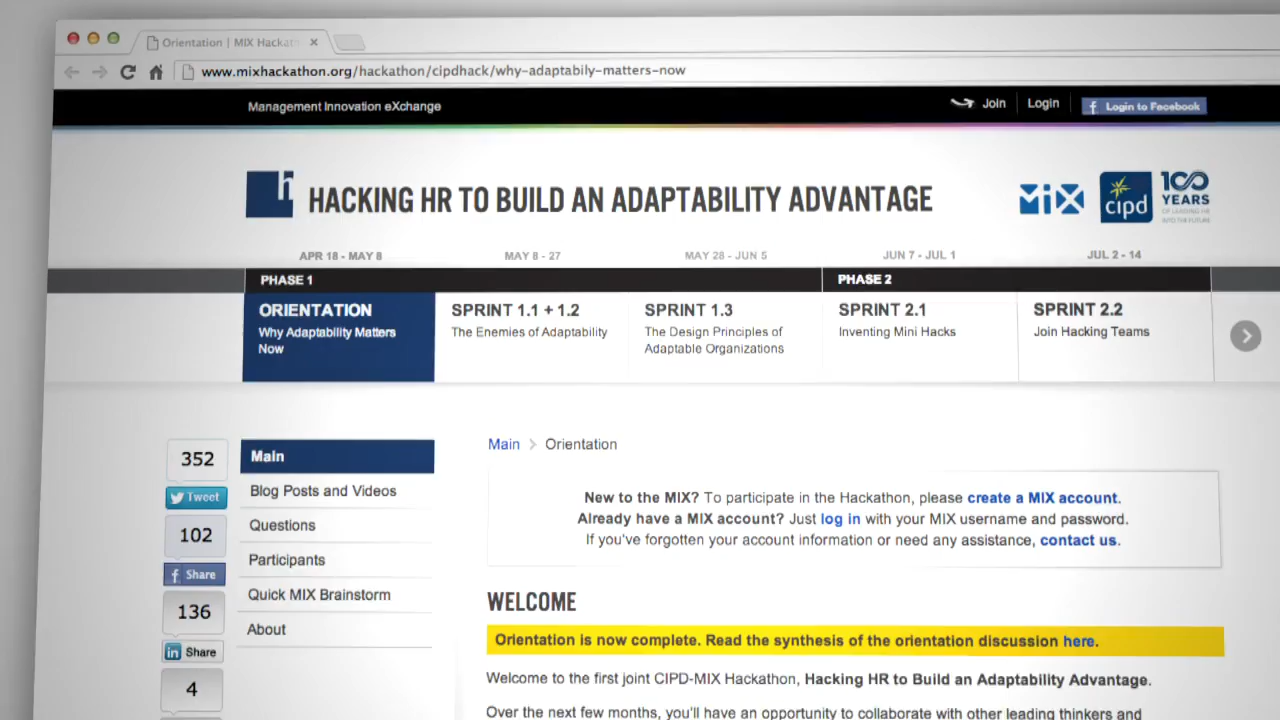 Orientation | MIX Hackat
www.mixhackathon.org/hackathon/cipdhack/why-adaptabily-matters-now
Management Innovation eXchange
Join
Login
f Login to Facebook
h HACKING HR TO BUILD AN ADAPTABILITY ADVANTAGE
MiX
cipd
100
YEARS
OF LEADING HR
INTO THE FUTURE
APR 18 - MAY 8
MAY 8 - 27
MAY 28 - JUN 5
JUN 7 - JUL 1
JUL 2 - 14
PHASE 1
PHASE 2
ORIENTATION
Why Adaptability Matters
Now
SPRINT 1.1 + 1.2
The Enemies of Adaptability
SPRINT 1.3
The Design Principles of
Adaptable Organizations
SPRINT 2.1
Inventing Mini Hacks
SPRINT 2.2
Join Hacking Teams
352
Tweet
102
f Share
136
in Share
4
Main
Blog Posts and Videos
Questions
Participants
Quick MIX Brainstorm
About
Main > Orientation
New to the MIX? To participate in the Hackathon, please create a MIX account.
Already have a MIX account? Just log in with your MIX username and password.
If you've forgotten your account information or need any assistance, contact us.
WELCOME
Orientation is now complete. Read the synthesis of the orientation discussion here.
Welcome to the first joint CIPD-MIX Hackathon, Hacking HR to Build an Adaptability Advantage.
Over the next few months, you'll have an opportunity to collaborate with other leading thinkers and